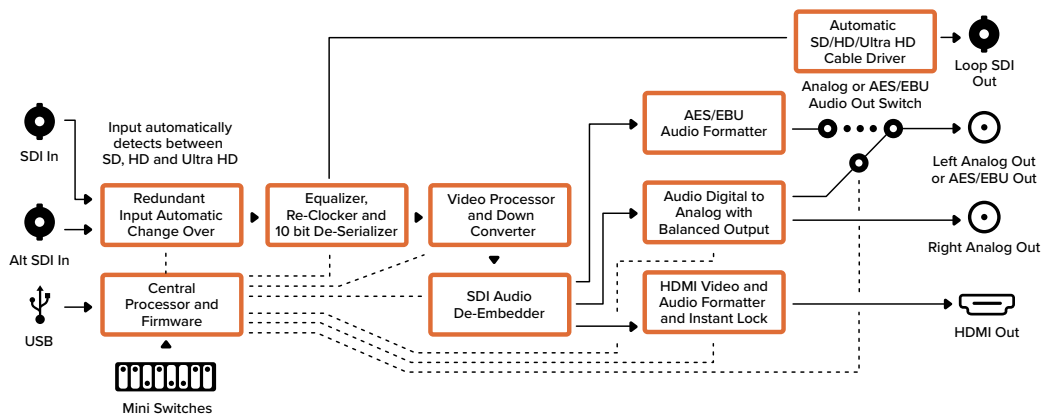 Automatic
SD/HD/Ultra HD
Cable Driver
Loop SDI
Out
Analog or AES/EBU
Audio Out Switch
AES/EBU
Audio Formatter
SDI In
Input automatically
detects between
SD, HD and Ultra HD
Left Analog Out
or AES/EBU Out
Redundant
Input Automatic
Change Over
Equalizer,
Re-Clocker and
10 bit De-Serializer
Video Processor
and Down
Converter
Audio Digital to
Analog with
Balanced Output
Alt SDI In
Right Analog Out
Central
Processor and
Firmware
SDI Audio
De-Embedder
HDMI Video and
Audio Formatter
and Instant Lock
USB
HDMI Out
Mini Switches